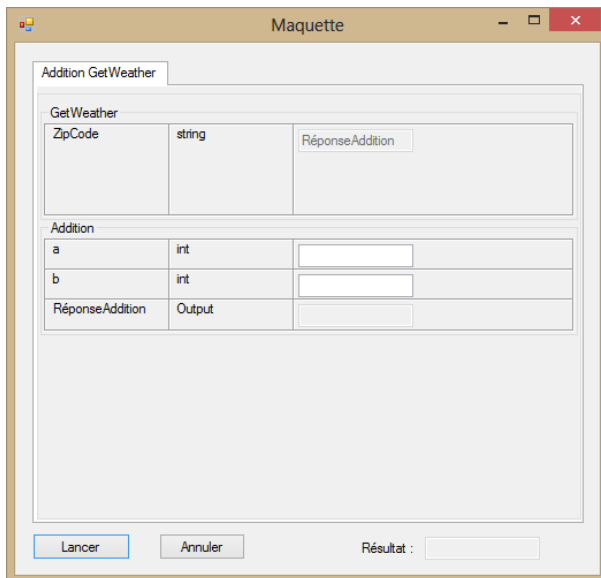 Maquette
Addition GetWeather
GetWeather
ZipCode string RéponseAddition
Addition
a int
b int
RéponseAddition Output
Lancer Annuler Résultat :